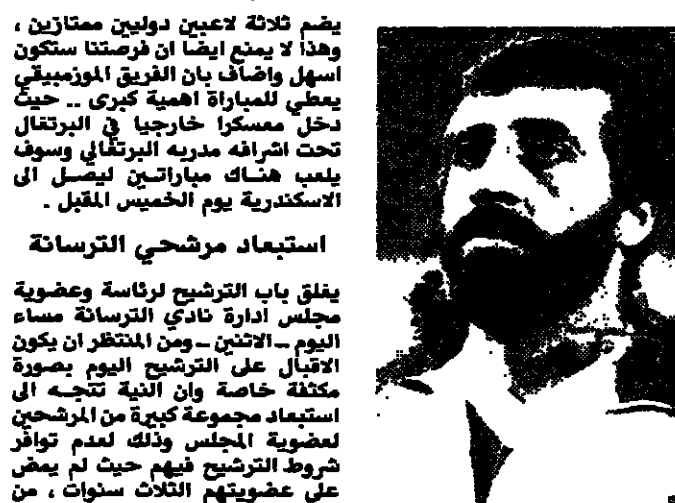 يضم ثلاثة لاعبين دوليين ممتازين ،
وهذا لا يمنع ايضا ان فرصتنا ستكون
اسهل واضاف بان الفريق الموزمبيقي
يعطي للمباراة اهمية كبرى .. حيث
دخل معسكرا خارجيا في البرتغال
تحت اشرافه مدربه البرتغالي وسوف
يلعب هناك مباراتين ليصل الى
الاسكندرية يوم الخميس المقبل .
استبعاد مرشحي الترسانة
يغلق باب الترشيح لرئاسة وعضوية
مجلس ادارة نادي الترسانة مساء
اليوم ــ الاثنين ــ ومن المنتظر ان يكون
الاقبال على الترشيح اليوم بصورة
مكثفة خاصة وان النية تتجه الى
استبعاد مجموعة كبيرة من المرشحين
لعضوية المجلس وذلك لعدم توافر
شروط الترشيح فيهم حيث لم يمض
على عضويتهم الثلاث سنوات ، من